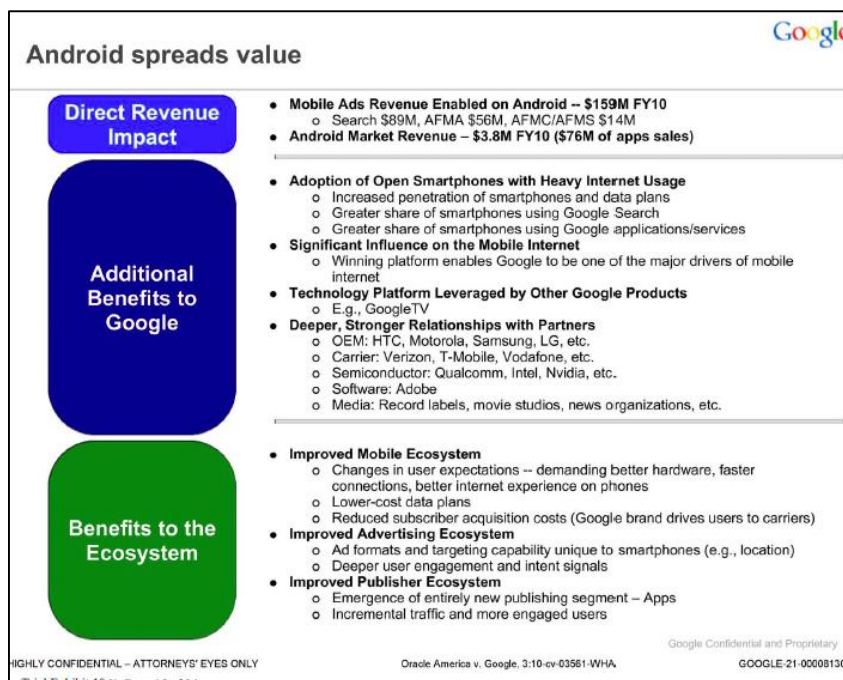 Google
Android spreads value
Direct Revenue
Impact
● Mobile Ads Revenue Enabled on Android -- $159M FY10
o Search $89M, AFMA $56M, AFMC/AFMS $14M
● Android Market Revenue – $3.8M FY10 ($76M of apps sales)
Additional
Benefits to
Google
● Adoption of Open Smartphones with Heavy Internet Usage
o Increased penetration of smartphones and data plans
o Greater share of smartphones using Google Search
o Greater share of smartphones using Google applications/services
● Significant Influence on the Mobile Internet
o Winning platform enables Google to be one of the major drivers of mobile
internet
● Technology Platform Leveraged by Other Google Products
o E.g., GoogleTV
● Deeper, Stronger Relationships with Partners
o OEM: HTC, Motorola, Samsung, LG, etc.
o Carrier: Verizon, T-Mobile, Vodafone, etc.
o Semiconductor: Qualcomm, Intel, Nvidia, etc.
o Software: Adobe
o Media: Record labels, movie studios, news organizations, etc.
Benefits to the
Ecosystem
● Improved Mobile Ecosystem
o Changes in user expectations -- demanding better hardware, faster
connections, better internet experience on phones
o Lower-cost data plans
o Reduced subscriber acquisition costs (Google brand drives users to carriers)
● Improved Advertising Ecosystem
o Ad formats and targeting capability unique to smartphones (e.g., location)
o Deeper user engagement and intent signals
● Improved Publisher Ecosystem
o Emergence of entirely new publishing segment – Apps
o Incremental traffic and more engaged users
Google Confidential and Proprietary
HIGHLY CONFIDENTIAL – ATTORNEYS' EYES ONLY
Oracle America v. Google, 3:10-cv-03561-WHA
GOOGLE-21-0000813